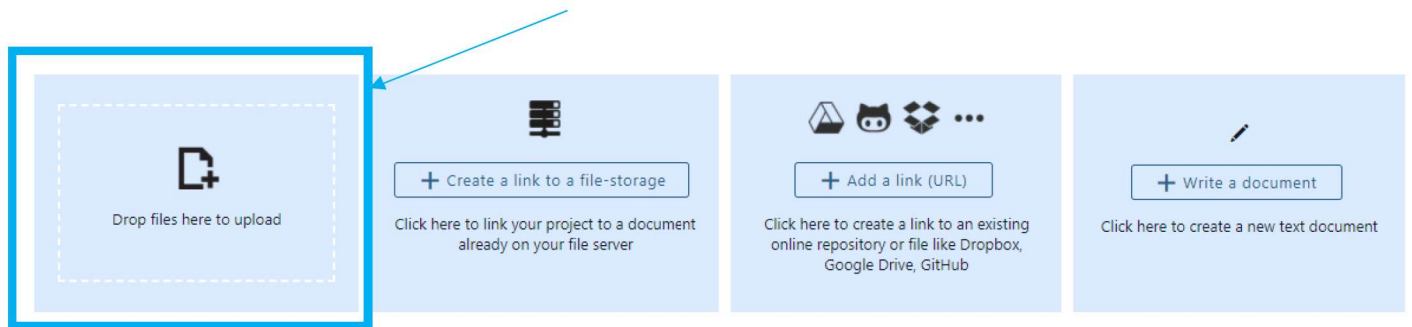 Drop files here to upload
+ Create a link to a file-storage
Click here to link your project to a document
already on your file server
+ Add a link (URL)
Click here to create a link to an existing
online repository or file like Dropbox,
Google Drive, GitHub
+ Write a document
Click here to create a new text document